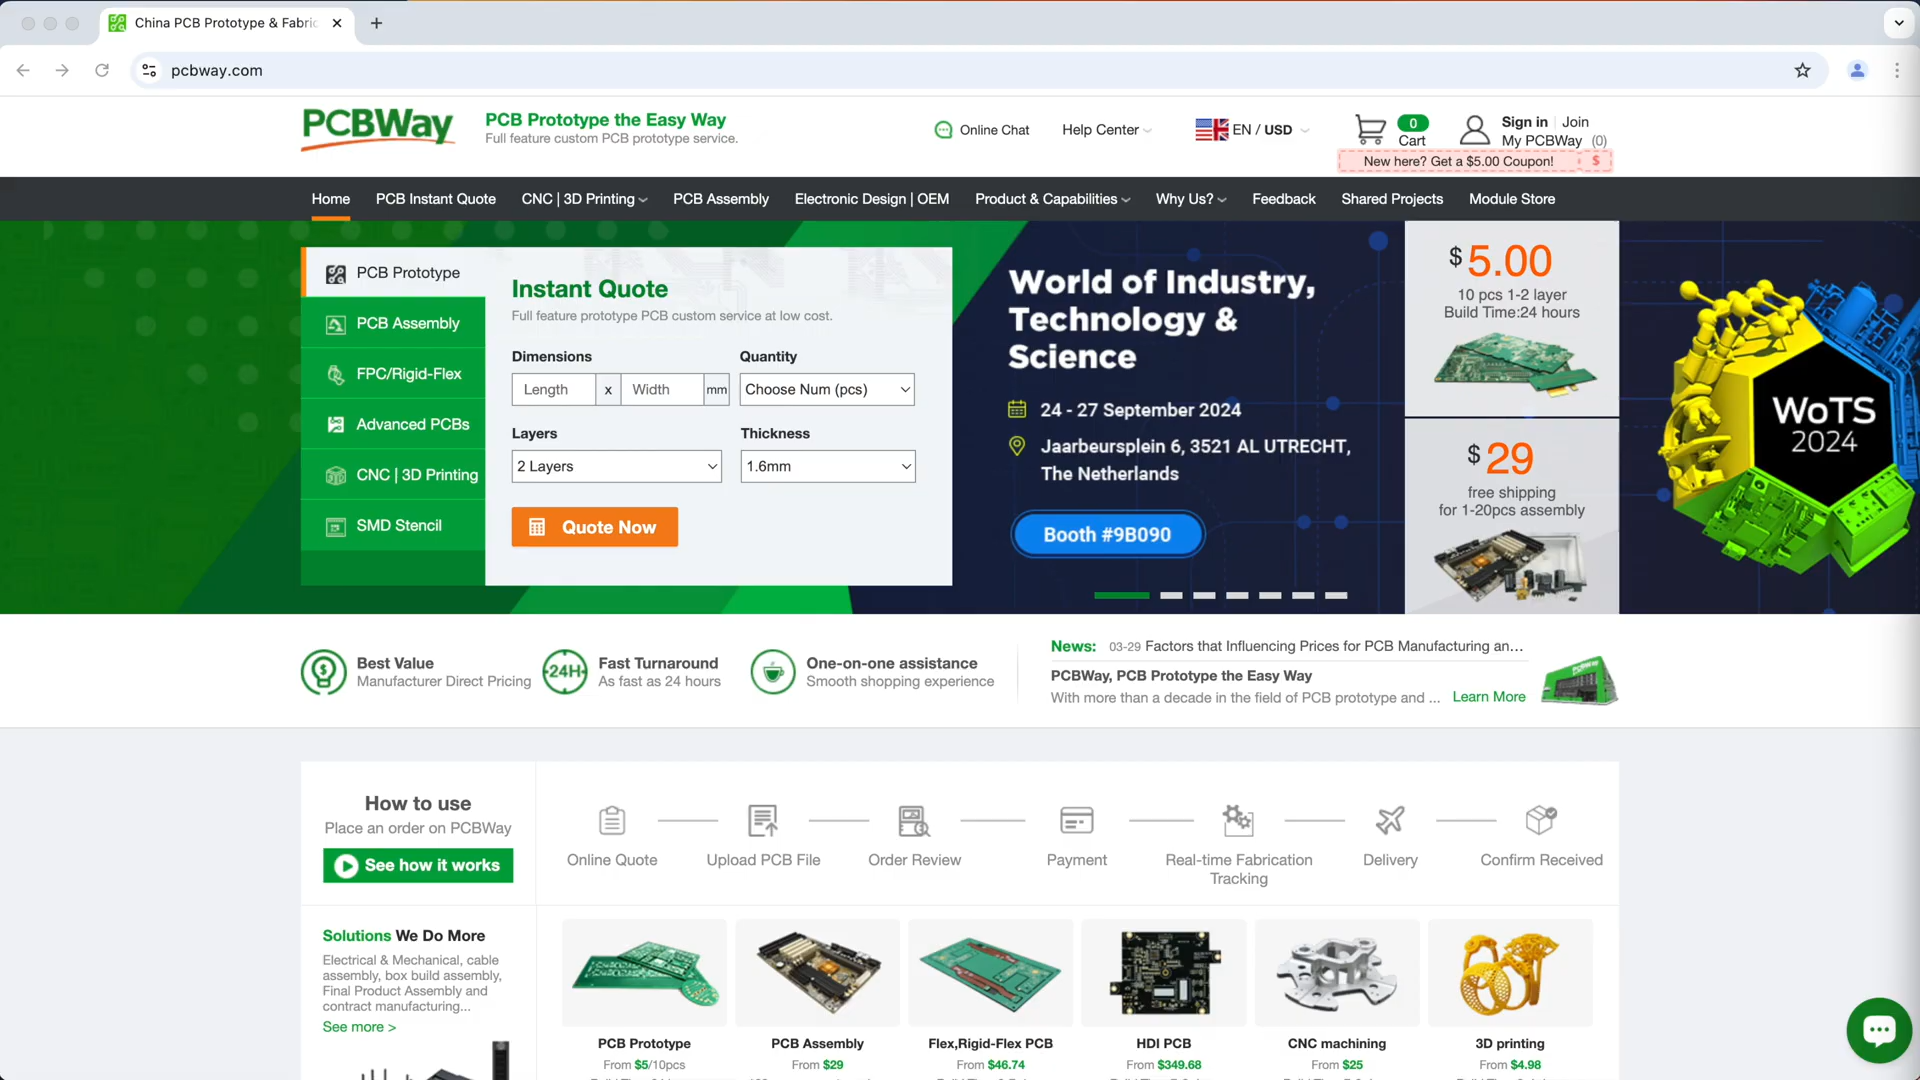 China PCB Prototype & Fabric
pcbway.com
PCBWay
PCB Prototype the Easy Way
Full feature custom PCB prototype service.
Online Chat
Help Center
EN / USD
0
Cart
Sign in
Join
My PCBWay (0)
New here? Get a $5.00 Coupon!
$
Home
PCB Instant Quote
CNC | 3D Printing
PCB Assembly
Electronic Design | OEM
Product & Capabilities
Why Us?
Feedback
Shared Projects
Module Store
PCB Prototype
PCB Assembly
FPC/Rigid-Flex
Advanced PCBs
CNC | 3D Printing
SMD Stencil
Instant Quote
Full feature prototype PCB custom service at low cost.
Dimensions
Quantity
Length x Width mm
Choose Num (pcs)
Layers
Thickness
2 Layers
1.6mm
Quote Now
World of Industry,
Technology &
Science
24 - 27 September 2024
Jaarbeursplein 6, 3521 AL UTRECHT,
The Netherlands
Booth #9B090
$5.00
10 pcs 1-2 layer
Build Time:24 hours
$29
free shipping
for 1-20pcs assembly
WoTS
2024
Best Value
Manufacturer Direct Pricing
24H
Fast Turnaround
As fast as 24 hours
One-on-one assistance
Smooth shopping experience
News: 03-29 Factors that Influencing Prices for PCB Manufacturing an...
PCBWay, PCB Prototype the Easy Way
With more than a decade in the field of PCB prototype and ... Learn More
How to use
Place an order on PCBWay
See how it works
Online Quote
Upload PCB File
Order Review
Payment
Real-time Fabrication
Tracking
Delivery
Confirm Received
Solutions We Do More
Electrical & Mechanical, cable
assembly, box build assembly,
Final Product Assembly and
contract manufacturing...
See more >
PCB Prototype
From $5/10pcs
PCB Assembly
From $29
Flex,Rigid-Flex PCB
From $46.74
HDI PCB
From $349.68
CNC machining
From $25
3D printing
From $4.98